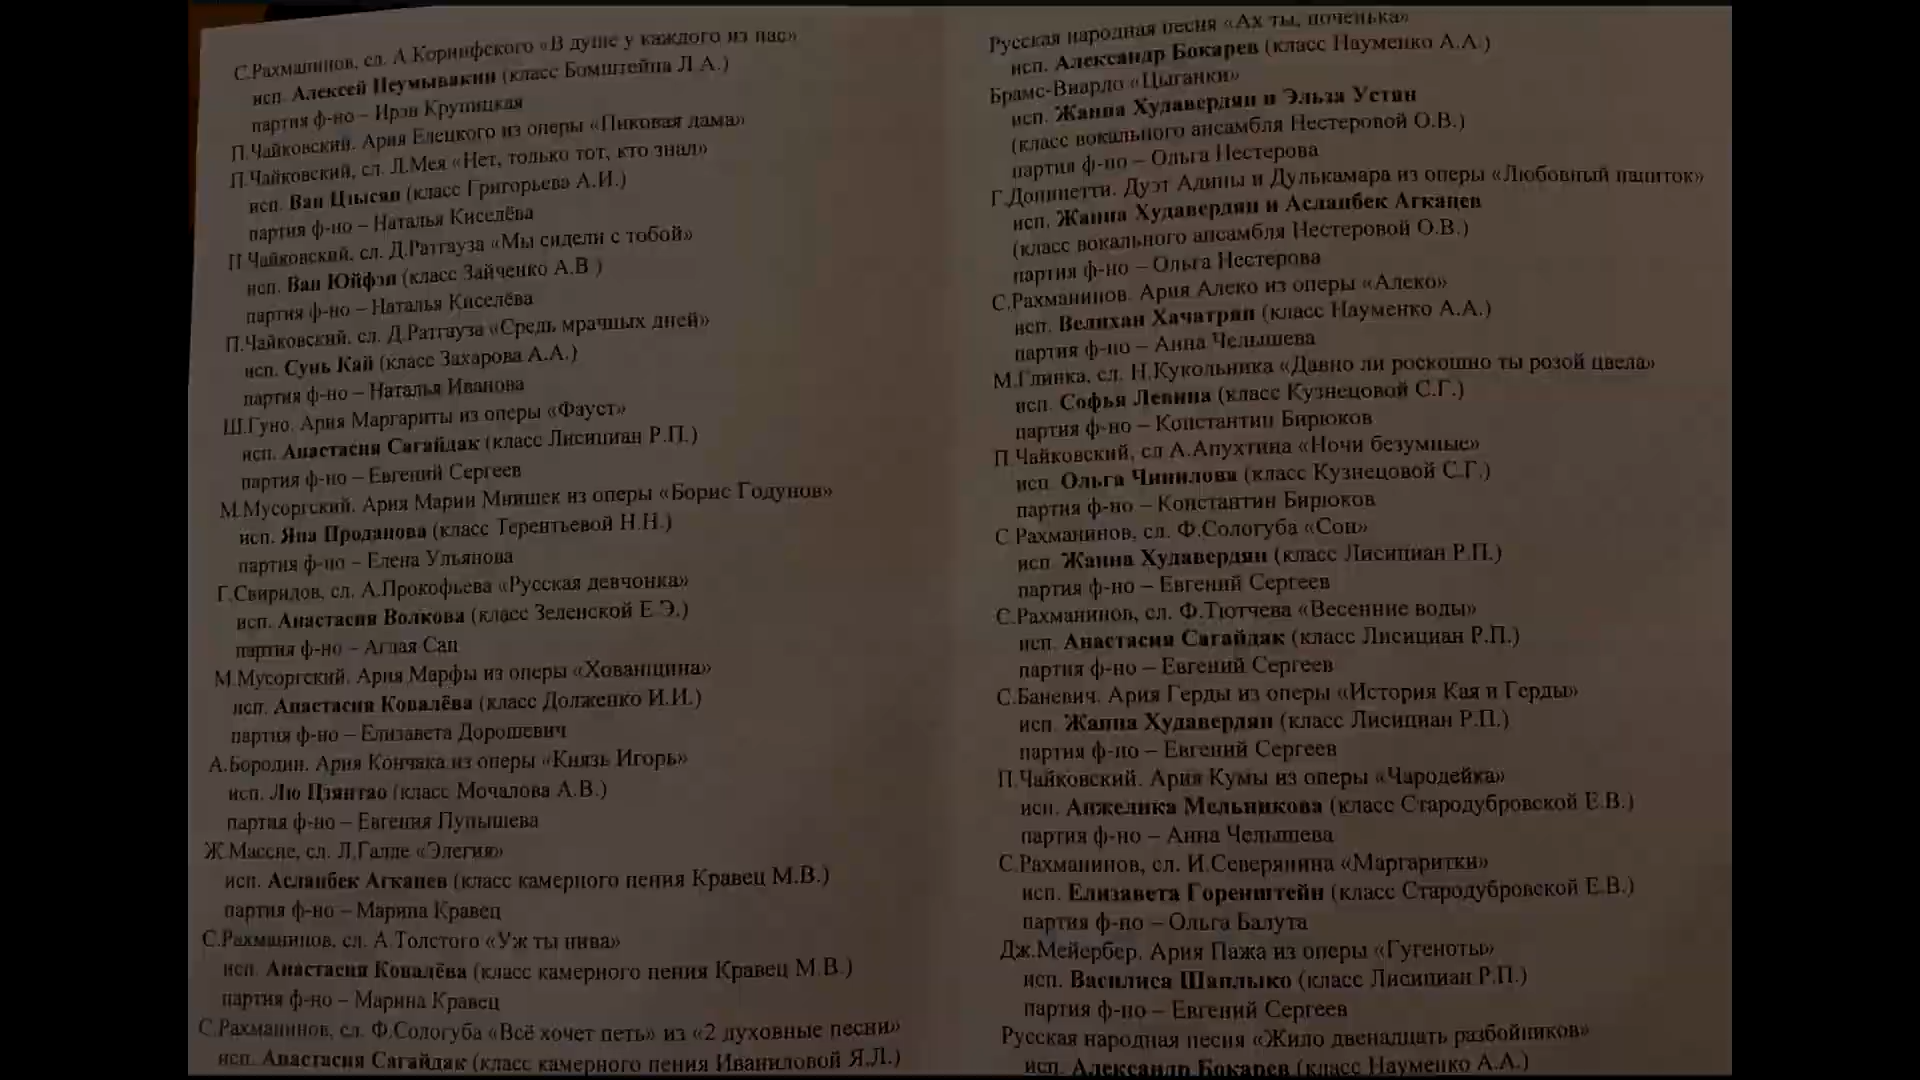 С.Рахманинов, сл. А.Коринфского «В душе у каждого из нас»
исп. Алексей Неумывакин (класс Бомштейна Л.А.)
партия ф-но – Ирэн Крупицкая
П.Чайковский. Ария Елецкого из оперы «Пиковая дама»
П.Чайковский, сл. Л.Мея «Нет, только тот, кто знал»
исп. Ван Цзысян (класс Григорьева А.И.)
партия ф-но – Наталья Киселёва
П.Чайковский, сл. Д.Ратгауза «Мы сидели с тобой»
исп. Ван Юйфэн (класс Зайченко А.В.)
партия ф-но – Наталья Киселёва
П.Чайковский, сл. Д.Ратгауза «Средь мрачных дней»
исп. Сунь Кай (класс Захарова А.А.)
партия ф-но – Наталья Иванова
Ш.Гуно. Ария Маргариты из оперы «Фауст»
исп. Анастасия Сагайдак (класс Лисициан Р.П.)
партия ф-но – Евгений Сергеев
М.Мусоргский. Ария Марии Мнишек из оперы «Борис Годунов»
исп. Яна Проданова (класс Терентьевой Н.Н.)
партия ф-но – Елена Ульянова
Г.Свиридов, сл. А.Прокофьева «Русская девчонка»
исп. Анастасия Волкова (класс Зеленской Е.Э.)
партия ф-но – Аглая Сац
М.Мусоргский. Ария Марфы из оперы «Хованщина»
исп. Анастасия Ковалёва (класс Долженко И.И.)
партия ф-но – Елизавета Дорошевич
А.Бородин. Ария Кончака из оперы «Князь Игорь»
исп. Лю Цзянтао (класс Мочалова А.В.)
партия ф-но – Евгения Пупышева
Ж.Массне, сл. Л.Галле «Элегия»
исп. Асланбек Агкацев (класс камерного пения Кравец М.В.)
партия ф-но – Марина Кравец
С.Рахманинов, сл. А.Толстого «Уж ты нива»
исп. Анастасия Ковалёва (класс камерного пения Кравец М.В.)
партия ф-но – Марина Кравец
С.Рахманинов, сл. Ф.Сологуба «Всё хочет петь» из «2 духовные песни»
исп. Анастасия Сагайдак (класс камерного пения Иваниловой Я.Л.)
Русская народная песня «Ах ты, ноченька»
исп. Александр Бокарев (класс Науменко А.А.)
Брамс-Виардо «Цыганки»
исп. Жанна Худавердян и Эльза Устян
(класс вокального ансамбля Нестеровой О.В.)
партия ф-но – Ольга Нестерова
Г.Доницетти. Дуэт Адины и Дулькамара из оперы «Любовный напиток»
исп. Жанна Худавердян и Асланбек Агкацев
(класс вокального ансамбля Нестеровой О.В.)
партия ф-но – Ольга Нестерова
С.Рахманинов. Ария Алеко из оперы «Алеко»
исп. Велихан Хачатрян (класс Науменко А.А.)
партия ф-но – Анна Челышева
М.Глинка, сл. Н.Кукольника «Давно ли роскошно ты розой цвела»
исп. Софья Левина (класс Кузнецовой С.Г.)
партия ф-но – Константин Бирюков
П.Чайковский, сл А.Апухтина «Ночи безумные»
исп. Ольга Чинилова (класс Кузнецовой С.Г.)
партия ф-но – Константин Бирюков
С.Рахманинов, сл. Ф.Сологуба «Сон»
исп. Жанна Худавердян (класс Лисициан Р.П.)
партия ф-но – Евгений Сергеев
С.Рахманинов, сл. Ф.Тютчева «Весенние воды»
исп. Анастасия Сагайдак (класс Лисициан Р.П.)
партия ф-но – Евгений Сергеев
С.Баневич. Ария Герды из оперы «История Кая и Герды»
исп. Жанна Худавердян (класс Лисициан Р.П.)
партия ф-но – Евгений Сергеев
П.Чайковский. Ария Кумы из оперы «Чародейка»
исп. Анжелика Мельникова (класс Стародубровской Е.В.)
партия ф-но – Анна Челышева
С.Рахманинов, сл. И.Северянина «Маргаритки»
исп. Елизавета Горенштейн (класс Стародубровской Е.В.)
партия ф-но – Ольга Балута
Дж.Мейербер. Ария Пажа из оперы «Гугеноты»
исп. Василиса Шаплыко (класс Лисициан Р.П.)
партия ф-но – Евгений Сергеев
Русская народная песня «Жило двенадцать разбойников»
исп. Александр Бокарев (класс Науменко А.А.)